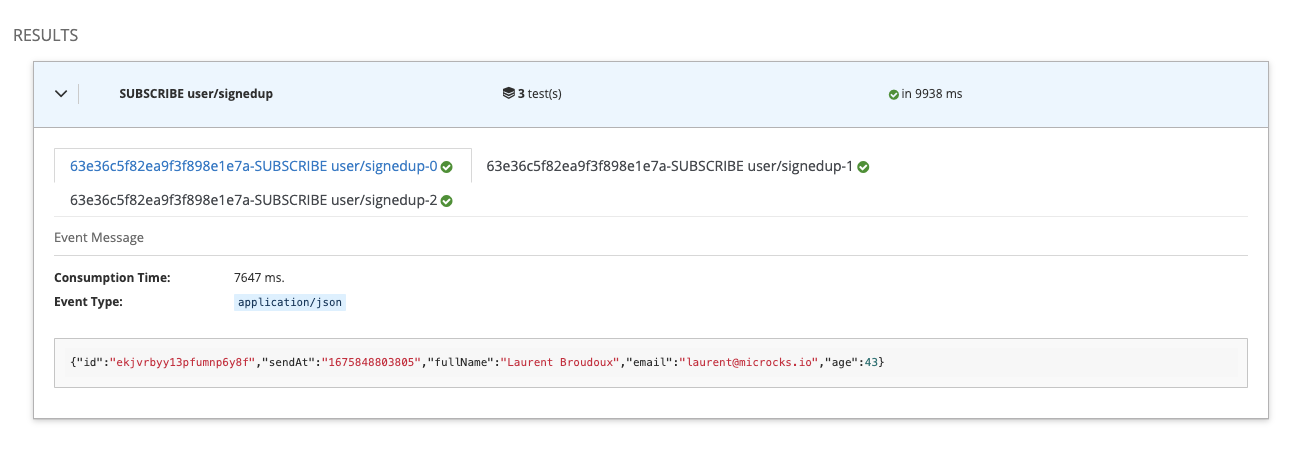 RESULTS
SUBSCRIBE user/signedup 3 test(s) in 9938 ms
63e36c5f82ea9f3f898e1e7a-SUBSCRIBE user/signedup-0 63e36c5f82ea9f3f898e1e7a-SUBSCRIBE user/signedup-1
63e36c5f82ea9f3f898e1e7a-SUBSCRIBE user/signedup-2
Event Message
Consumption Time: 7647 ms.
Event Type: application/json
{"id":"ekjvrbyy13pfumnp6y8f","sendAt":"1675848803805","fullName":"Laurent Broudoux","email":"laurent@microcks.io","age":43}